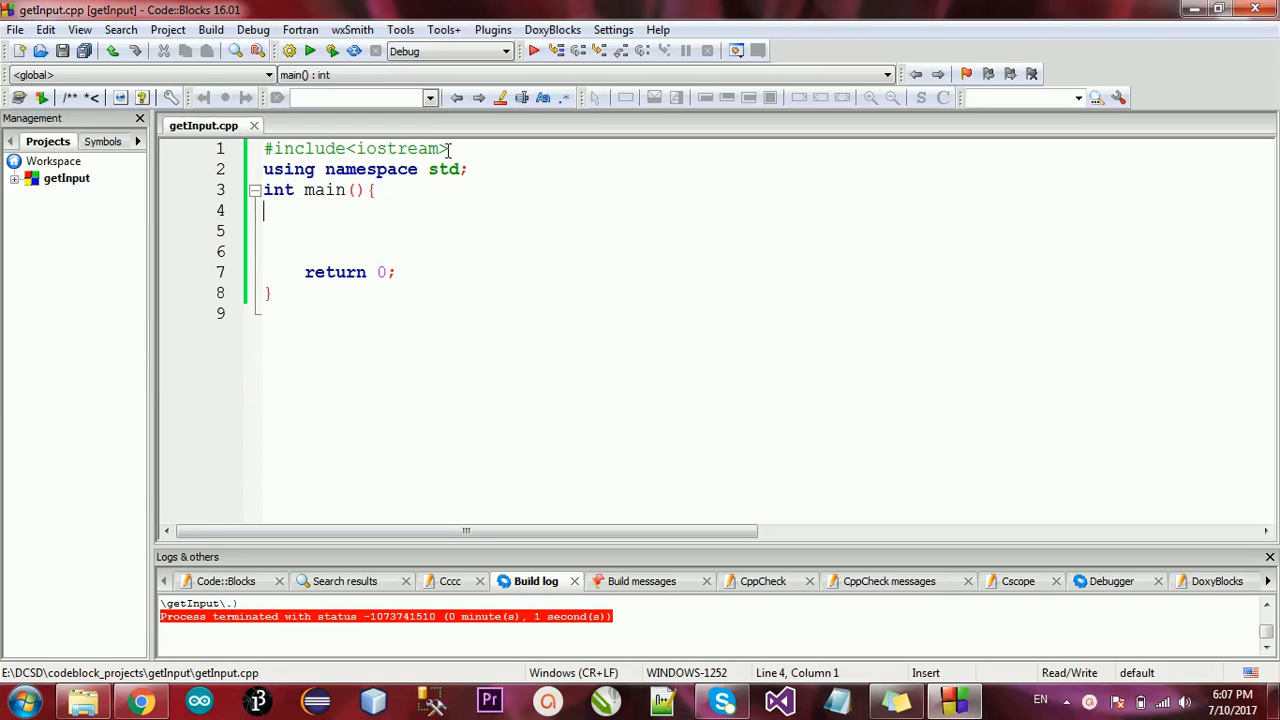 getInput.cpp [getInput] - Code::Blocks 16.01
File Edit View Search Project Build Debug Fortran wxSmith Tools Tools+ Plugins DoxyBlocks Settings Help
Debug
<global> main() : int
/** *<
Management
getInput.cpp
Projects Symbols
Workspace
getInput
1 #include<iostream>
2 using namespace std;
3 int main(){
4
5
6
7 return 0;
8 }
9
Logs & others
Code::Blocks Search results Cccc Build log Build messages CppCheck CppCheck messages Cscope Debugger DoxyBlocks
\getInput\.)
Process terminated with status -1073741510 (0 minute(s), 1 second(s))
E:\DCSD\codeblock_projects\getInput\getInput.cpp Windows (CR+LF) WINDOWS-1252 Line 4, Column 1 Insert Read/Write default
Pr
EN
6:07 PM
7/10/2017